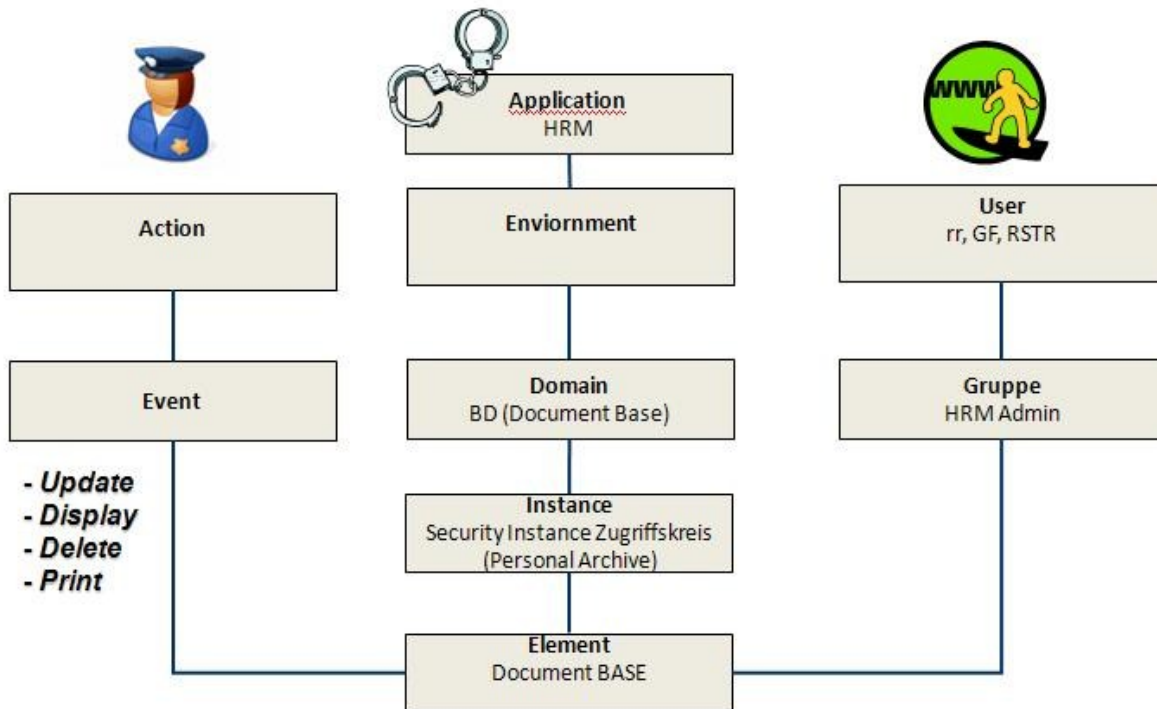 Application
HRM
www
Action
Enviornment
User
rr, GF, RSTR
Event
Domain
BD (Document Base)
Gruppe
HRM Admin
- Update
- Display
- Delete
- Print
Instance
Security Instance Zugriffskreis
(Personal Archive)
Element
Document BASE